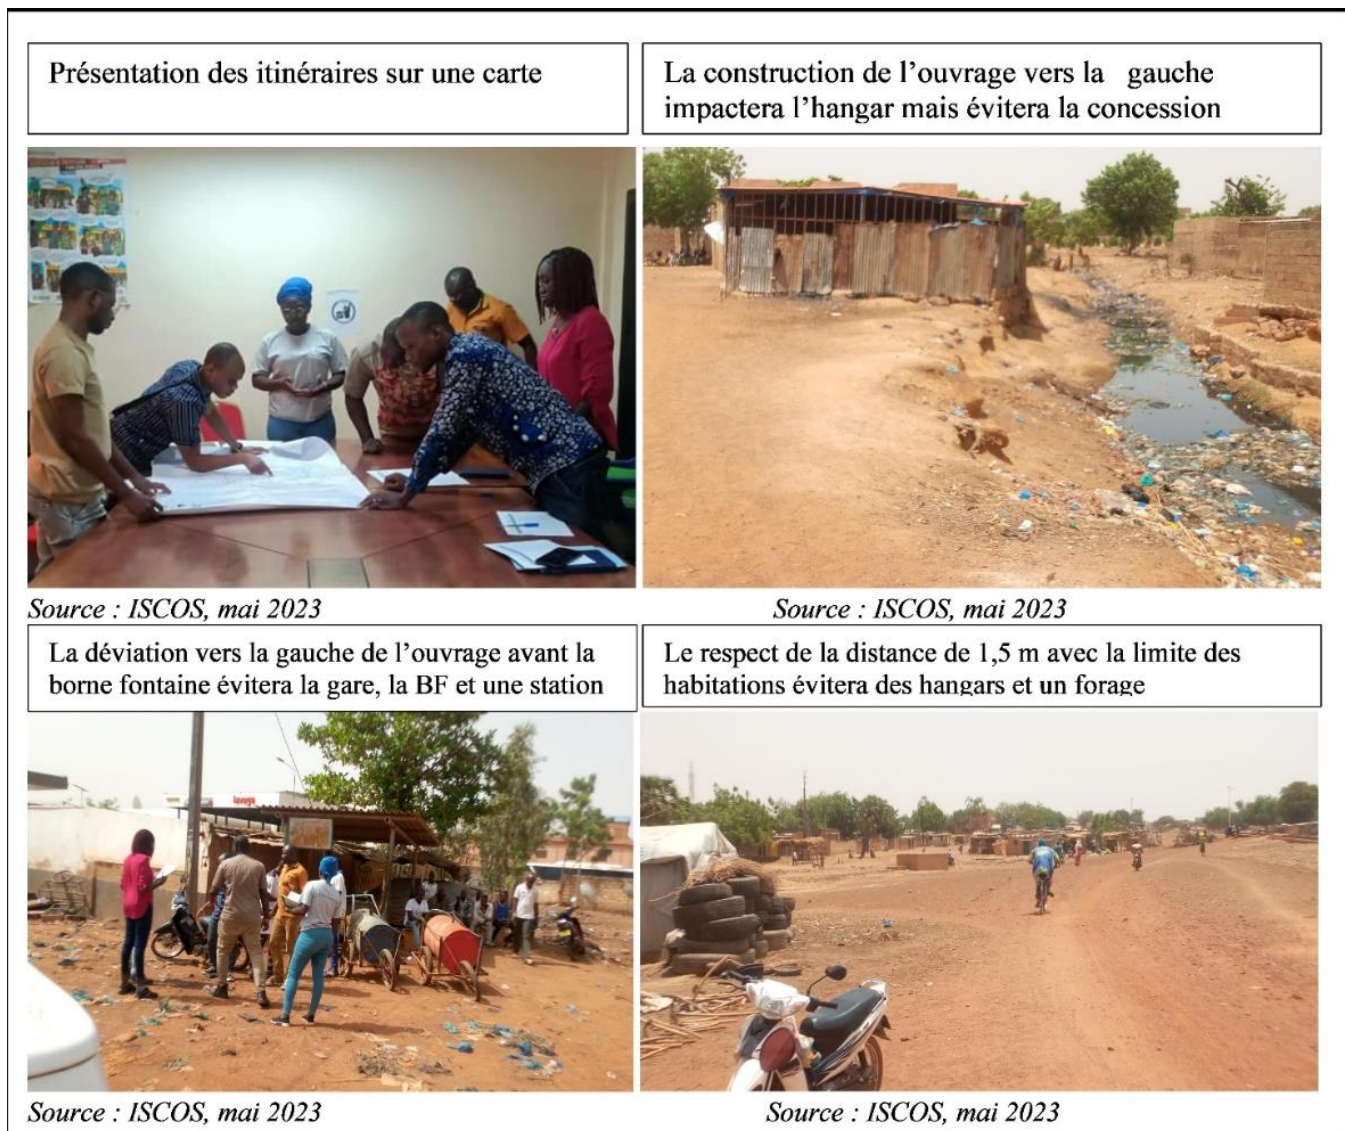 Présentation des itinéraires sur une carte
La construction de l'ouvrage vers la gauche
impactera l'hangar mais évitera la concession
Source : ISCOS, mai 2023
Source : ISCOS, mai 2023
La déviation vers la gauche de l'ouvrage avant la
borne fontaine évitera la gare, la BF et une station
Le respect de la distance de 1,5 m avec la limite des
habitations évitera des hangars et un forage
Source : ISCOS, mai 2023
Source : ISCOS, mai 2023